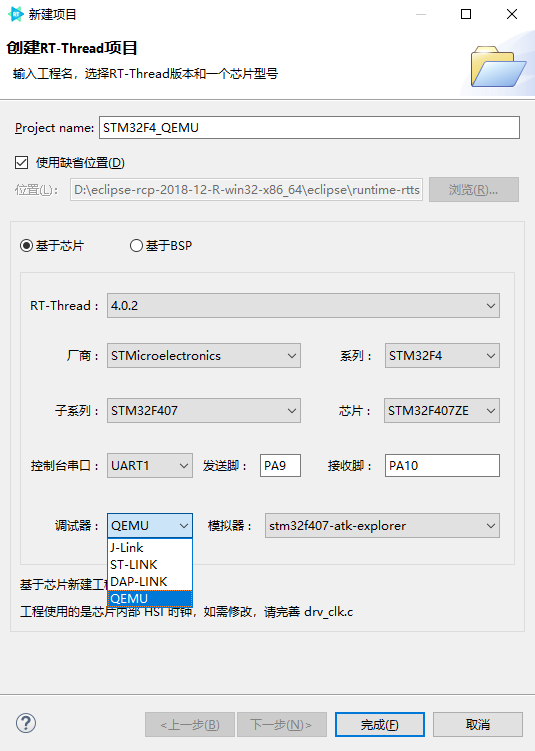 新建项目
创建RT-Thread项目
输入工程名，选择RT-Thread版本和一个芯片型号
Project name: STM32F4_QEMU
使用缺省位置(D)
位置(L): D:\eclipse-rcp-2018-12-R-win32-x86_64\eclipse\runtime-rtts 浏览(R)...
基于芯片 基于BSP
RT-Thread： 4.0.2
厂商： STMicroelectronics 系列： STM32F4
子系列： STM32F407 芯片： STM32F407ZE
控制台串口： UART1 发送脚： PA9 接收脚： PA10
调试器： QEMU 模拟器： stm32f407-atk-explorer
J-Link
ST-LINK
DAP-LINK
QEMU
基于芯片新建工
工程使用的是芯片内部 HSI 时钟，如需修改，请完善 drv_clk.c
? <上一步(B) 下一步(N)> 完成(F) 取消